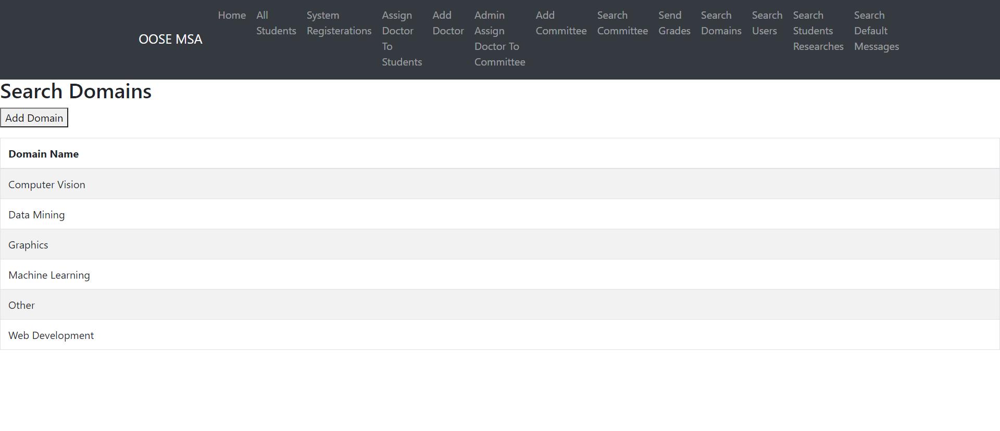 OOSE MSA
Home
All
Students
System
Registerations
Assign
Doctor
To
Students
Add
Doctor
Admin
Assign
Doctor To
Committee
Add
Committee
Search
Committee
Send
Grades
Search
Domains
Search
Users
Search
Students
Researches
Search
Default
Messages
Search Domains
Add Domain
Domain Name
Computer Vision
Data Mining
Graphics
Machine Learning
Other
Web Development